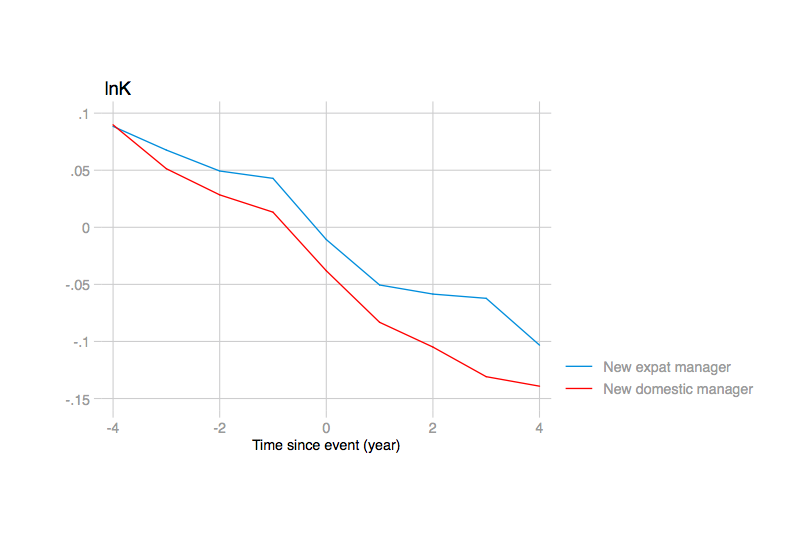 lnK
.1
.05
0
-.05
-.1
-.15
-4 -2 0 2 4
Time since event (year)
New expat manager
New domestic manager